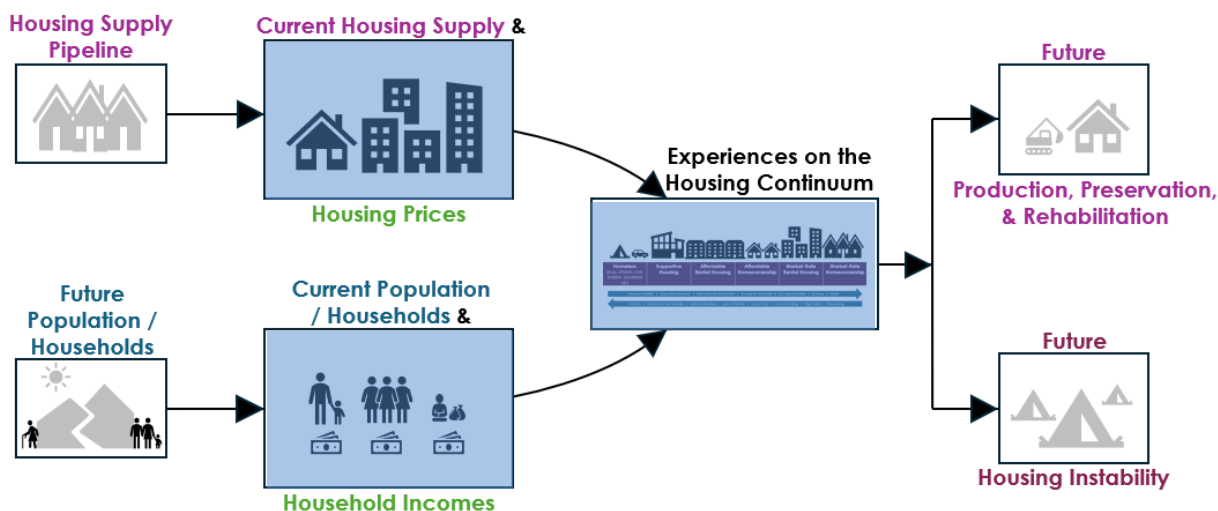 Housing Supply
Pipeline
Current Housing Supply &
Housing Prices
Future
Population /
Households
Current Population
/ Households &
Household Incomes
Experiences on the
Housing Continuum
Homeless
Supportive
Housing
Affordable
Rental Housing
Affordable
Homeownership
Market-Rate
Rental Housing
Market-Rate
Homeownership
Future
Production, Preservation,
& Rehabilitation
Future
Housing Instability